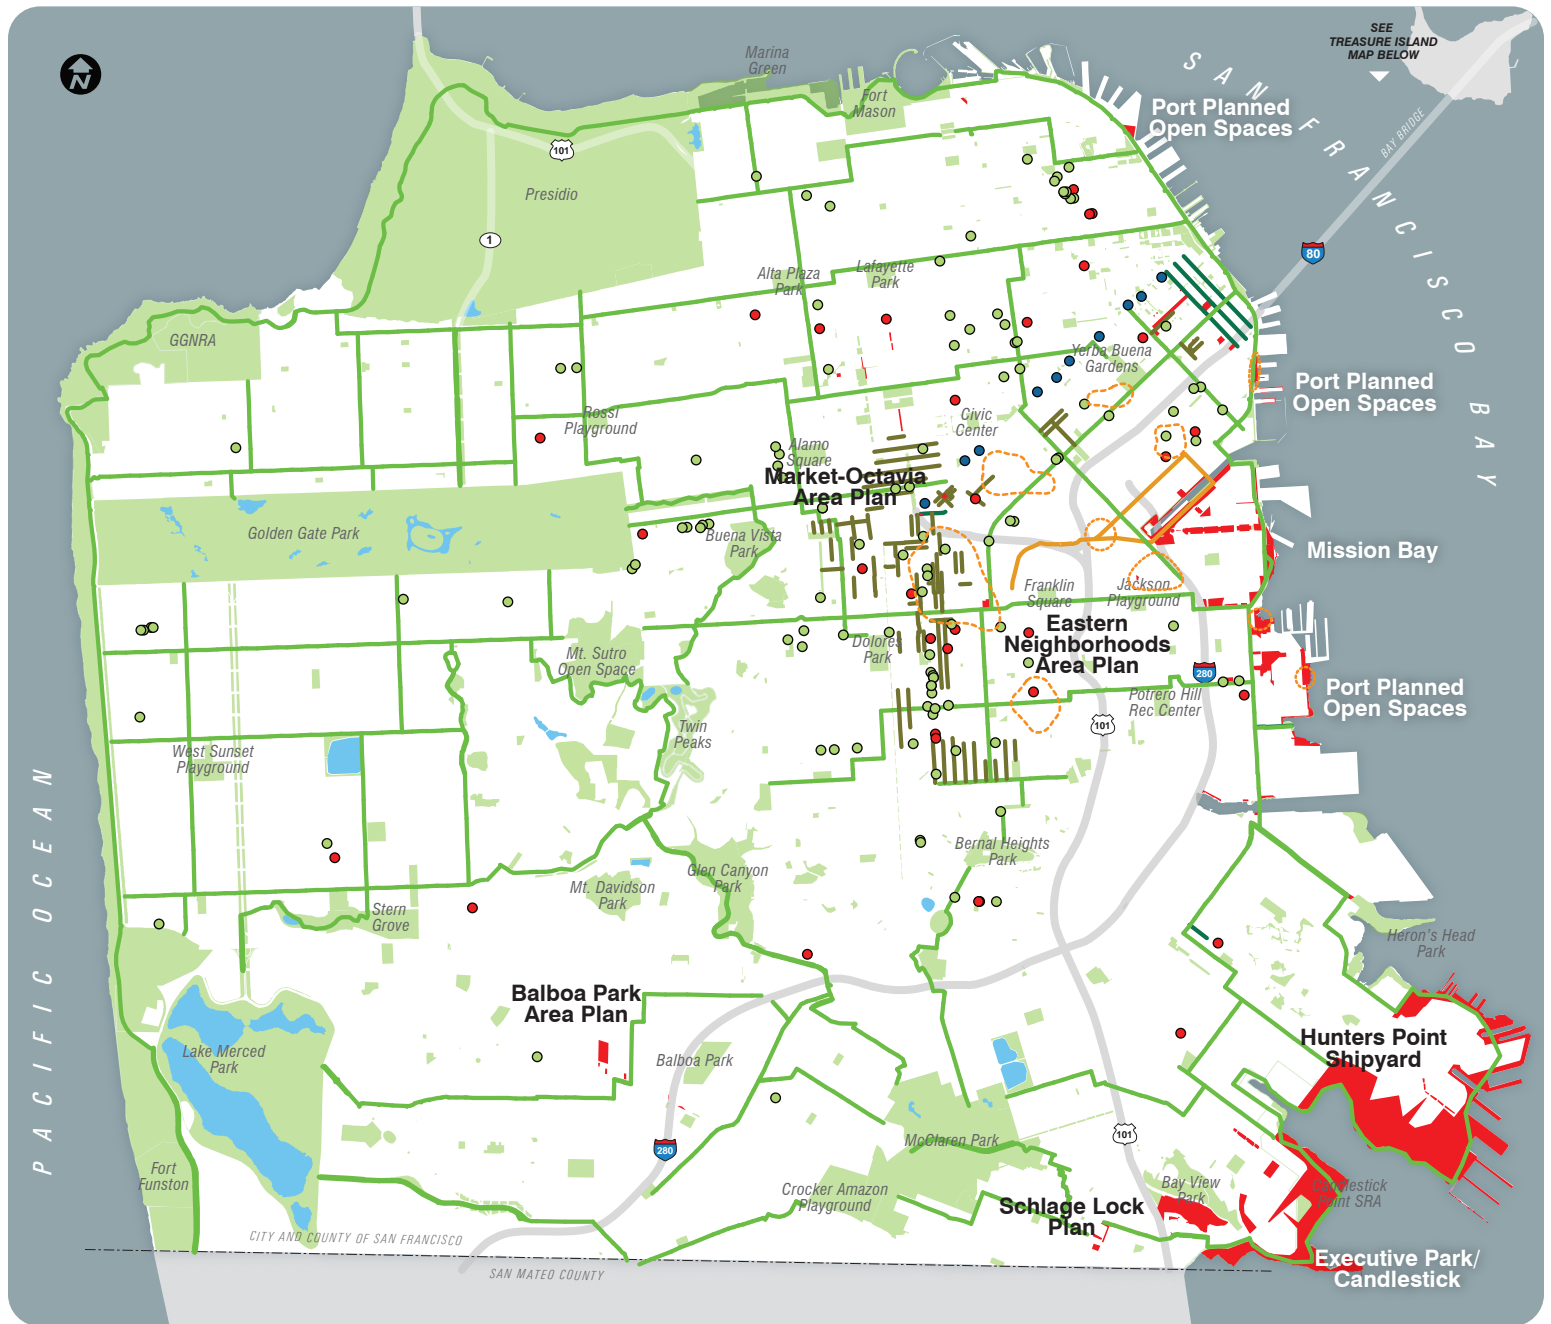 SEE
TREASURE ISLAND
MAP BELOW
N
Marina
Green
Fort
Mason
Port Planned
Open Spaces
SAN FRANCISCO BAY
BAY BRIDGE
101
Presidio
1
80
Alta Plaza
Park
Lafayette
Park
GGNRA
Yerba Buena
Gardens
Port Planned
Open Spaces
Rossi
Playground
Civic
Center
Alamo
Square
Market-Octavia
Area Plan
Golden Gate Park
Buena Vista
Park
Mission Bay
Franklin
Square
Jackson
Playground
Eastern
Neighborhoods
Area Plan
Dolores
Park
Mt. Sutro
Open Space
280
Port Planned
Open Spaces
Potrero Hill
Rec Center
101
Twin
Peaks
West Sunset
Playground
PACIFIC OCEAN
Bernal Heights
Park
Glen Canyon
Park
Mt. Davidson
Park
Stern
Grove
Heron's Head
Park
Balboa Park
Area Plan
Hunters Point
Shipyard
Lake Merced
Park
Balboa Park
McClaren Park
101
280
Fort
Funston
Crocker Amazon
Playground
Bay View
Park
Candlestick
Point SRA
Schlage Lock
Plan
CITY AND COUNTY OF SAN FRANCISCO
SAN MATEO COUNTY
Executive Park/
Candlestick